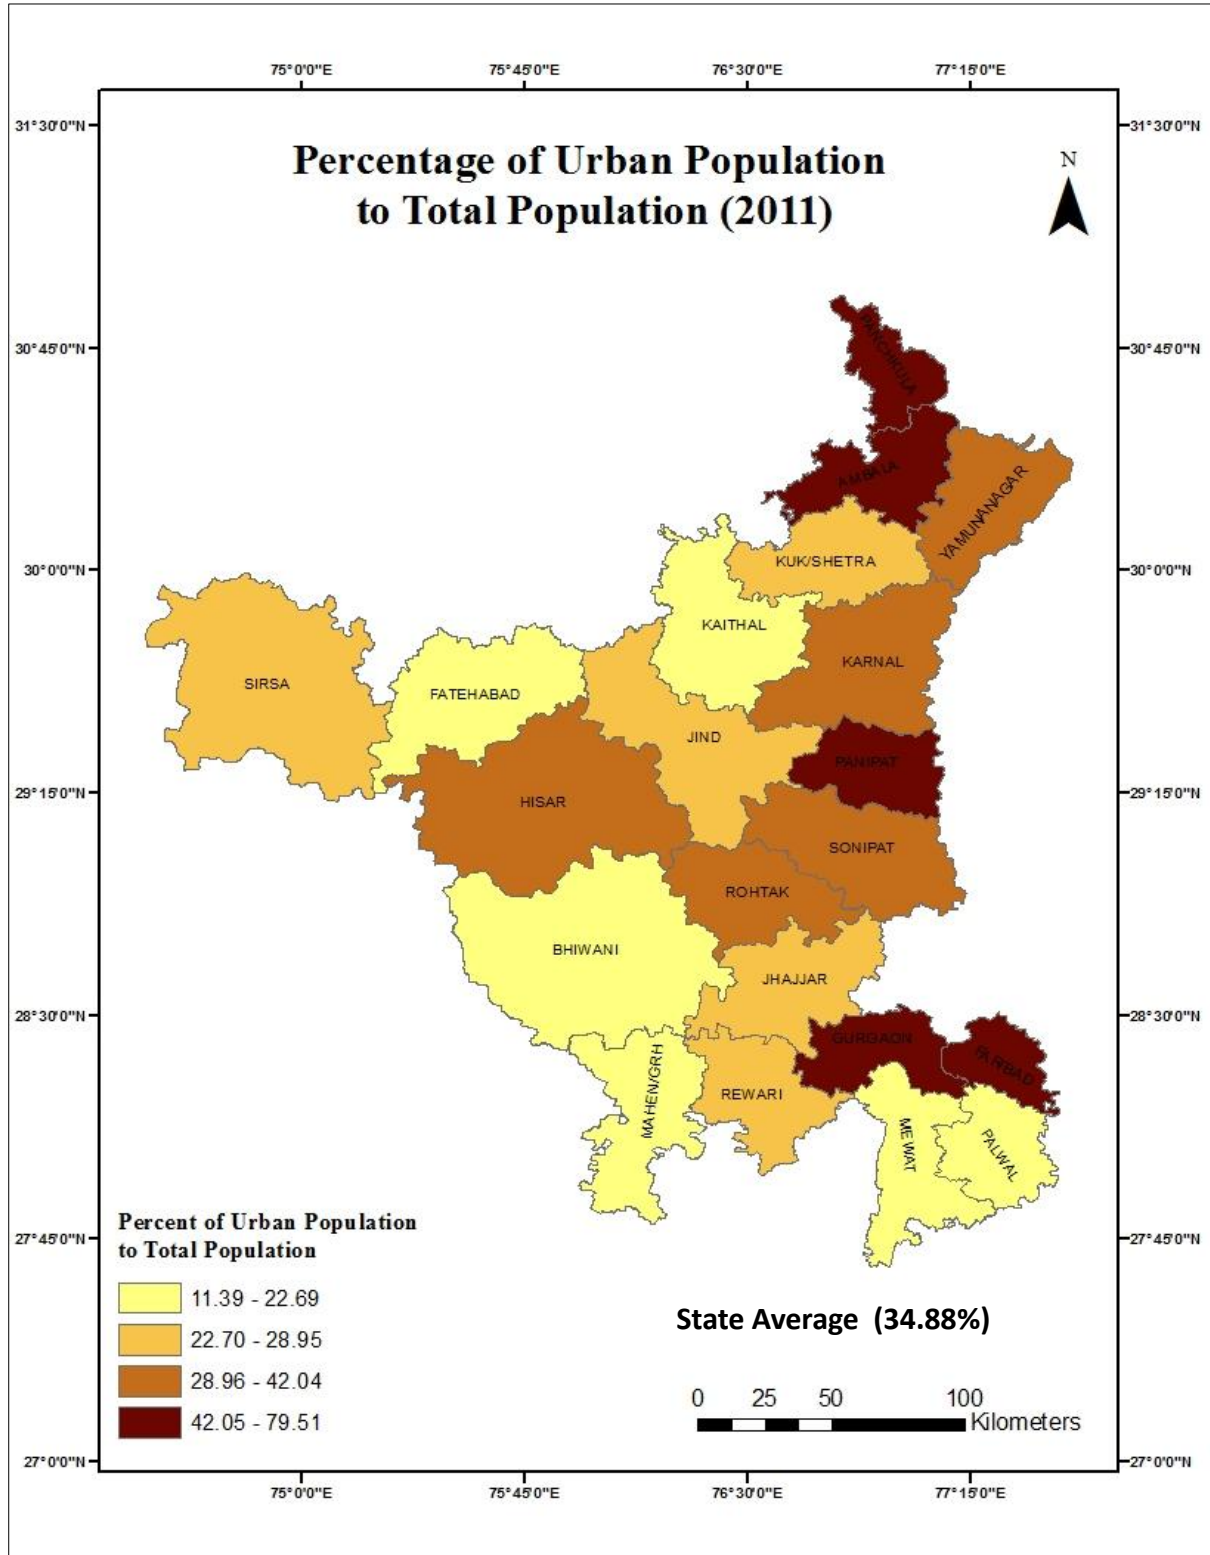 75°0'0"E 75°45'0"E 76°30'0"E 77°15'0"E
31°30'0"N 31°30'0"N
Percentage of Urban Population
to Total Population (2011)
N
30°45'0"N 30°45'0"N
PANCHKULA
AMBALA
YAMUNANAGAR
KUK/SHETRA
30°0'0"N 30°0'0"N
KAITHAL
KARNAL
SIRSA
FATEHABAD
JIND
PANIPAT
29°15'0"N 29°15'0"N
HISAR
SONIPAT
ROHTAK
BHIWANI
JHAJJAR
28°30'0"N 28°30'0"N
GURGAON
FARIBAD
MAHEN/GRH
REWARI
MEWAT
PALWAL
Percent of Urban Population
to Total Population
27°45'0"N 27°45'0"N
11.39 - 22.69
22.70 - 28.95
28.96 - 42.04
42.05 - 79.51
State Average (34.88%)
0 25 50 100
Kilometers
27°0'0"N 27°0'0"N
75°0'0"E 75°45'0"E 76°30'0"E 77°15'0"E